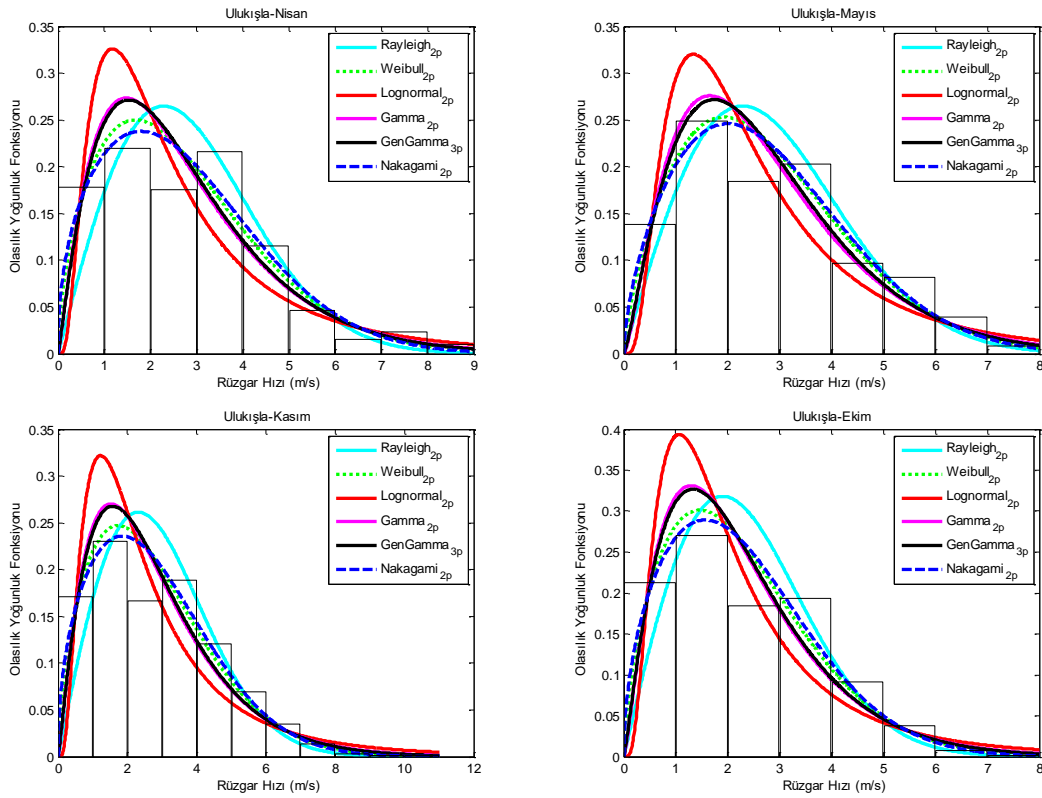 Ulukışla-Nisan
Olasılık Yoğunluk Fonksiyonu
0.35
0.3
0.25
0.2
0.15
0.1
0.05
0
0 1 2 3 4 5 6 7 8 9
Rüzgar Hızı (m/s)
Rayleigh2p
Weibull2p
Lognormal2p
Gamma2p
GenGamma3p
Nakagami2p
Ulukışla-Mayıs
Olasılık Yoğunluk Fonksiyonu
0.35
0.3
0.25
0.2
0.15
0.1
0.05
0
0 1 2 3 4 5 6 7 8
Rüzgar Hızı (m/s)
Rayleigh2p
Weibull2p
Lognormal2p
Gamma2p
GenGamma3p
Nakagami2p
Ulukışla-Kasım
Olasılık Yoğunluk Fonksiyonu
0.35
0.3
0.25
0.2
0.15
0.1
0.05
0
0 2 4 6 8 10 12
Rüzgar Hızı (m/s)
Rayleigh2p
Weibull2p
Lognormal2p
Gamma2p
GenGamma3p
Nakagami2p
Ulukışla-Ekim
Olasılık Yoğunluk Fonksiyonu
0.4
0.35
0.3
0.25
0.2
0.15
0.1
0.05
0
0 1 2 3 4 5 6 7 8
Rüzgar Hızı (m/s)
Rayleigh2p
Weibull2p
Lognormal2p
Gamma2p
GenGamma3p
Nakagami2p